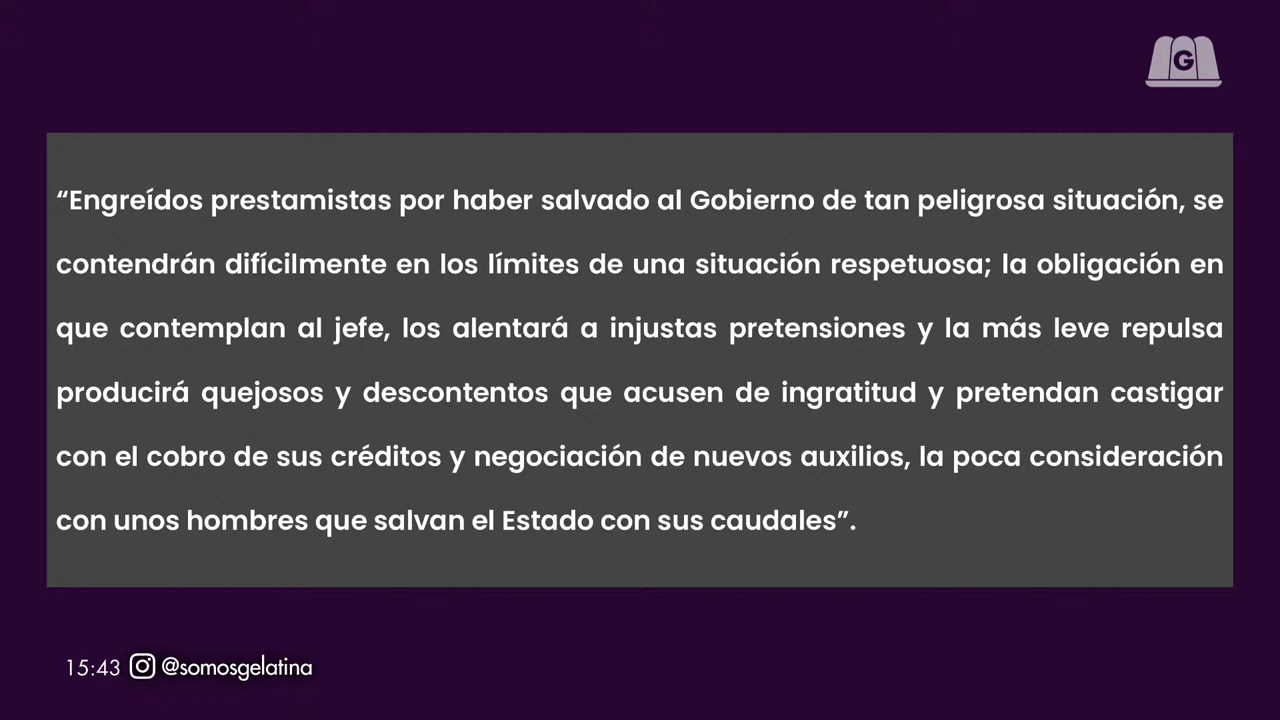 G
“Engreídos prestamistas por haber salvado al Gobierno de tan peligrosa situación, se
contendrán difícilmente en los límites de una situación respetuosa; la obligación en
que contemplan al jefe, los alentará a injustas pretensiones y la más leve repulsa
producirá quejosos y descontentos que acusen de ingratitud y pretendan castigar
con el cobro de sus créditos y negociación de nuevos auxilios, la poca consideración
con unos hombres que salvan el Estado con sus caudales”.
15:43 @somosgelatina